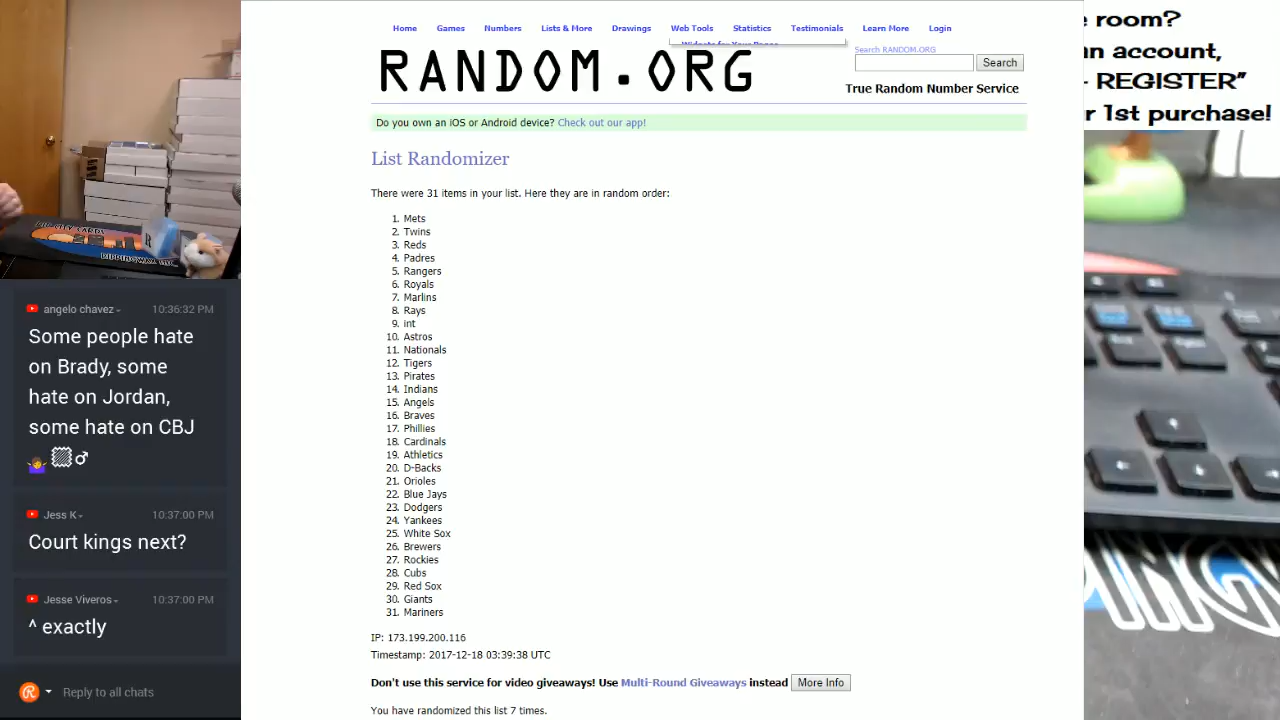 Home Games Numbers Lists & More Drawings Web Tools Statistics Testimonials Learn More Login
Widgets for Your Pages
Search RANDOM.ORG
RANDOM.ORG
Search
True Random Number Service
Do you own an iOS or Android device? Check out our app!
List Randomizer
There were 31 items in your list. Here they are in random order:
1. Mets
2. Twins
3. Reds
4. Padres
5. Rangers
6. Royals
7. Marlins
8. Rays
9. int
10. Astros
11. Nationals
12. Tigers
13. Pirates
14. Indians
15. Angels
16. Braves
17. Phillies
18. Cardinals
19. Athletics
20. D-Backs
21. Orioles
22. Blue Jays
23. Dodgers
24. Yankees
25. White Sox
26. Brewers
27. Rockies
28. Cubs
29. Red Sox
30. Giants
31. Mariners
IP: 173.199.200.116
Timestamp: 2017-12-18 03:39:38 UTC
Don't use this service for video giveaways! Use Multi-Round Giveaways instead More Info
You have randomized this list 7 times.
angelo chavez 10:36:32 PM
Some people hate
on Brady, some
hate on Jordan,
some hate on CBJ
🤷🏽‍♂
Jess K 10:37:00 PM
Court kings next?
Jesse Viveros 10:37:00 PM
^ exactly
Reply to all chats
e room?
n account,
- REGISTER”
r 1st purchase!